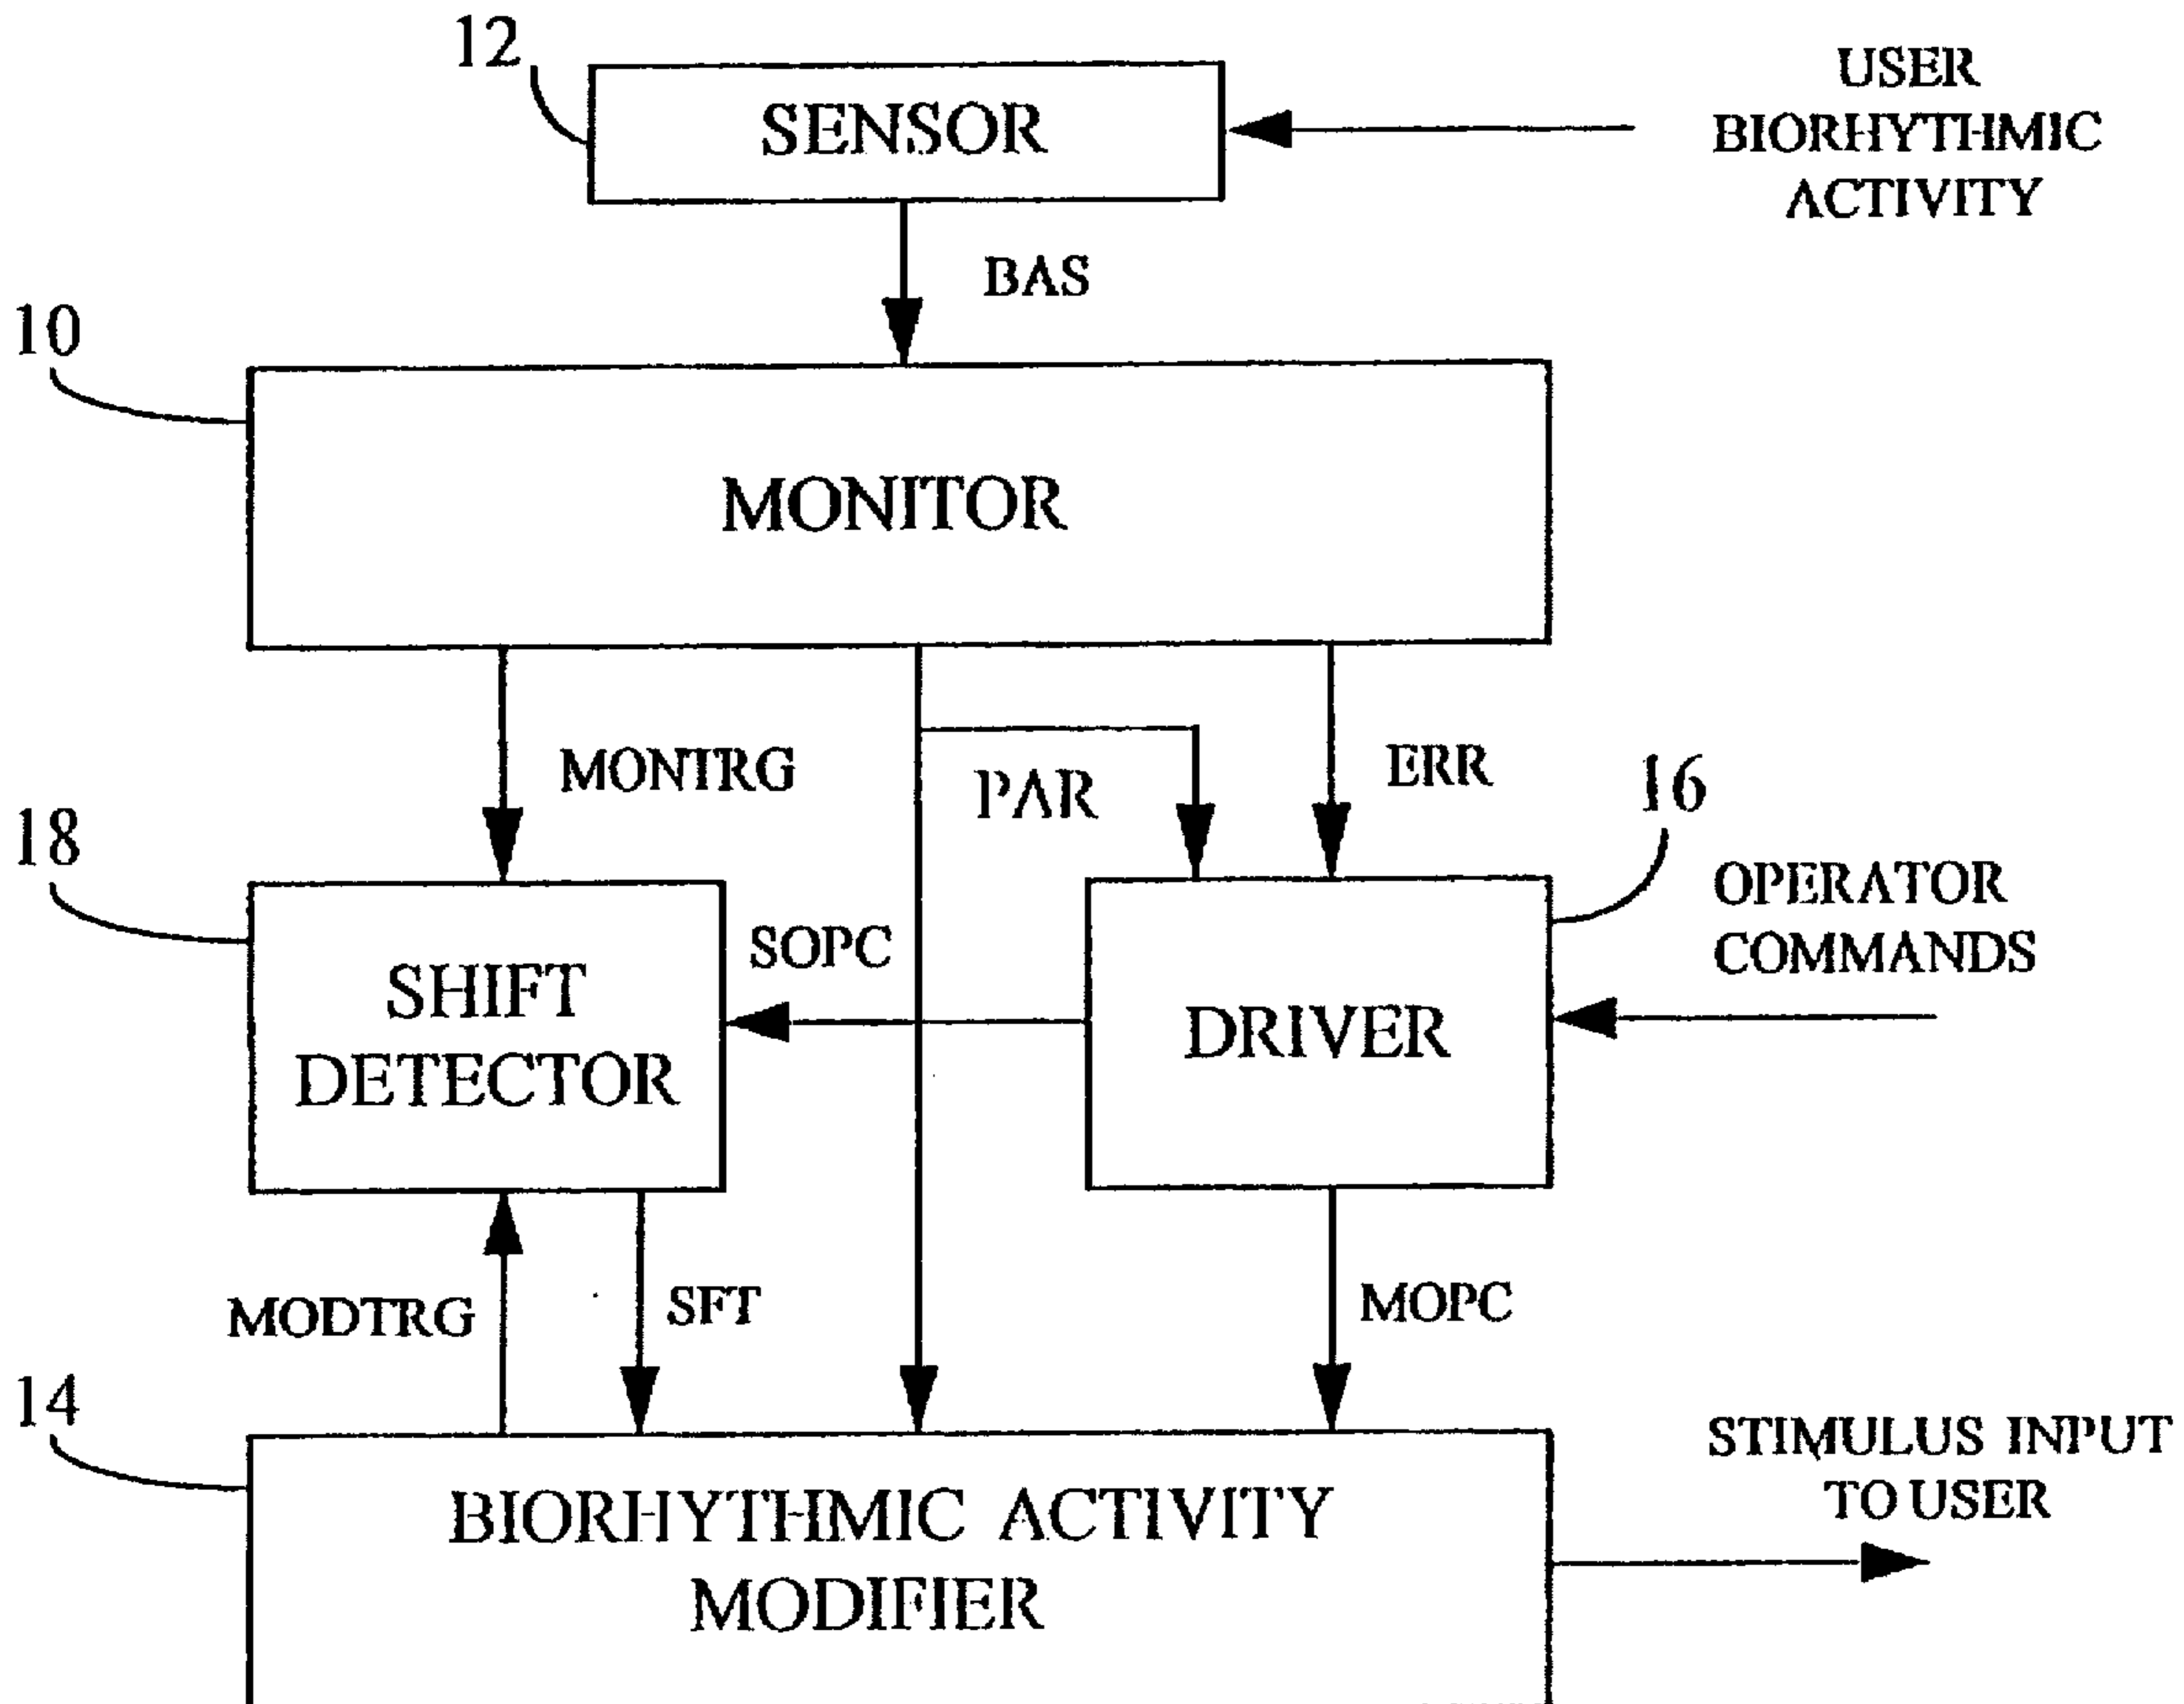 12
SENSOR
USER
BIORHYTHMIC
ACTIVITY
BAS
10
MONITOR
MONTRG
PAR
ERR
16
18
SHIFT
DETECTOR
SOPC
DRIVER
OPERATOR
COMMANDS
MODTRG
SFT
MOPC
14
BIORHYTHMIC ACTIVITY
MODIFIER
STIMULUS INPUT
TO USER